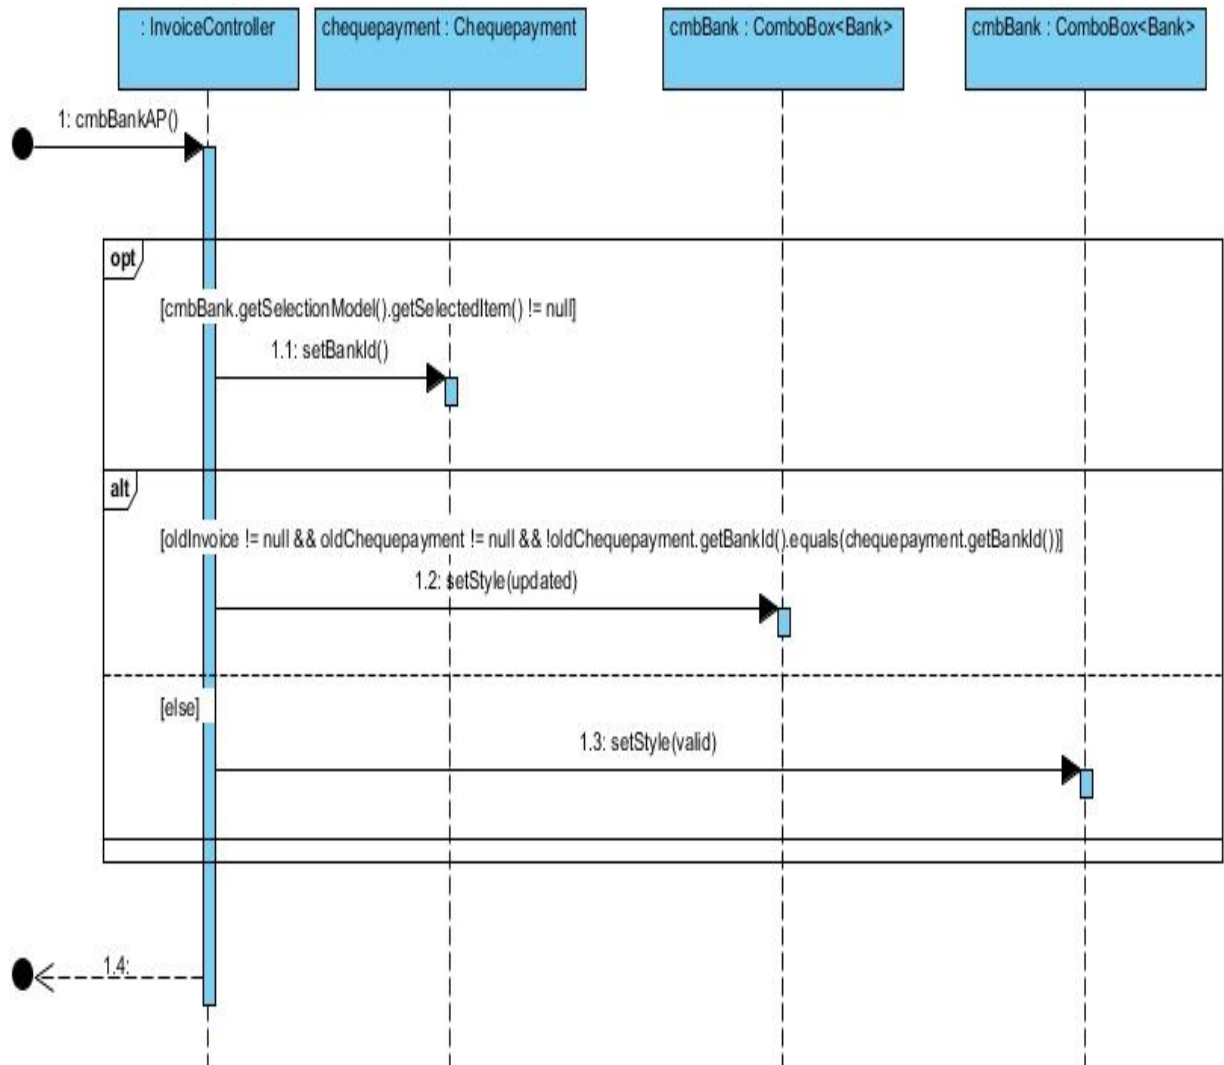 : InvoiceController
chequepayment : Chequepayment
cmbBank : ComboBox<Bank>
cmbBank : ComboBox<Bank>
1: cmbBankAP()
opt
[cmbBank.getSelectionModel().getSelectedItem() != null]
1.1: setBankId()
alt
[oldInvoice != null && oldChequepayment != null && !oldChequepayment.getBankId().equals(chequepayment.getBankId())]
1.2: setStyle(updated)
[else]
1.3: setStyle(valid)
1.4: